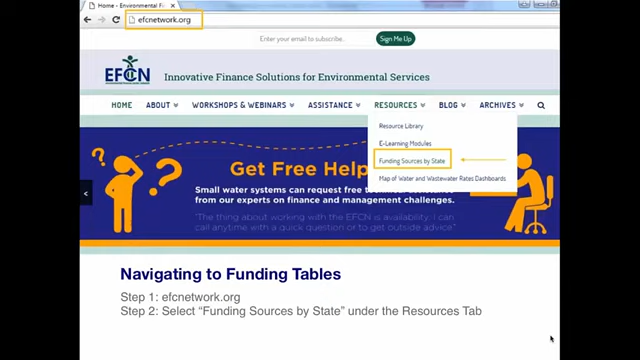 Home - Environmental Fi
efcnetwork.org
Enter your email to subscribe...
Sign Me Up
EFCN
Innovative Finance Solutions for Environmental Services
HOME ABOUT WORKSHOPS & WEBINARS ASSISTANCE RESOURCES BLOG ARCHIVES
Resource Library
E-Learning Modules
Funding Sources by State
Map of Water and Wastewater Rates Dashboards
Get Free Help
Small water systems can request free technical assistance
from our experts on finance and management challenges.
"The thing about working with the EFCN is availability. I can
call anytime with a quick question or to get outside advice"
Navigating to Funding Tables
Step 1: efcnetwork.org
Step 2: Select “Funding Sources by State” under the Resources Tab